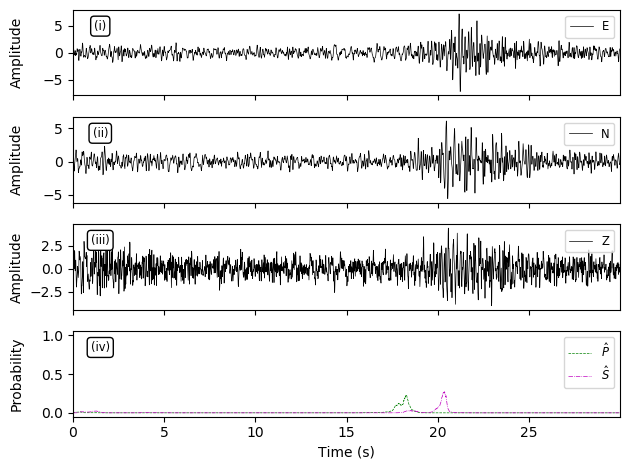 (i)
E
5
0
−5
Amplitude
(ii)
N
5
0
−5
Amplitude
(iii)
Z
2.5
0.0
−2.5
Amplitude
(iv)
P̂
Ŝ
1.0
0.5
0.0
Probability
0 5 10 15 20 25
Time (s)